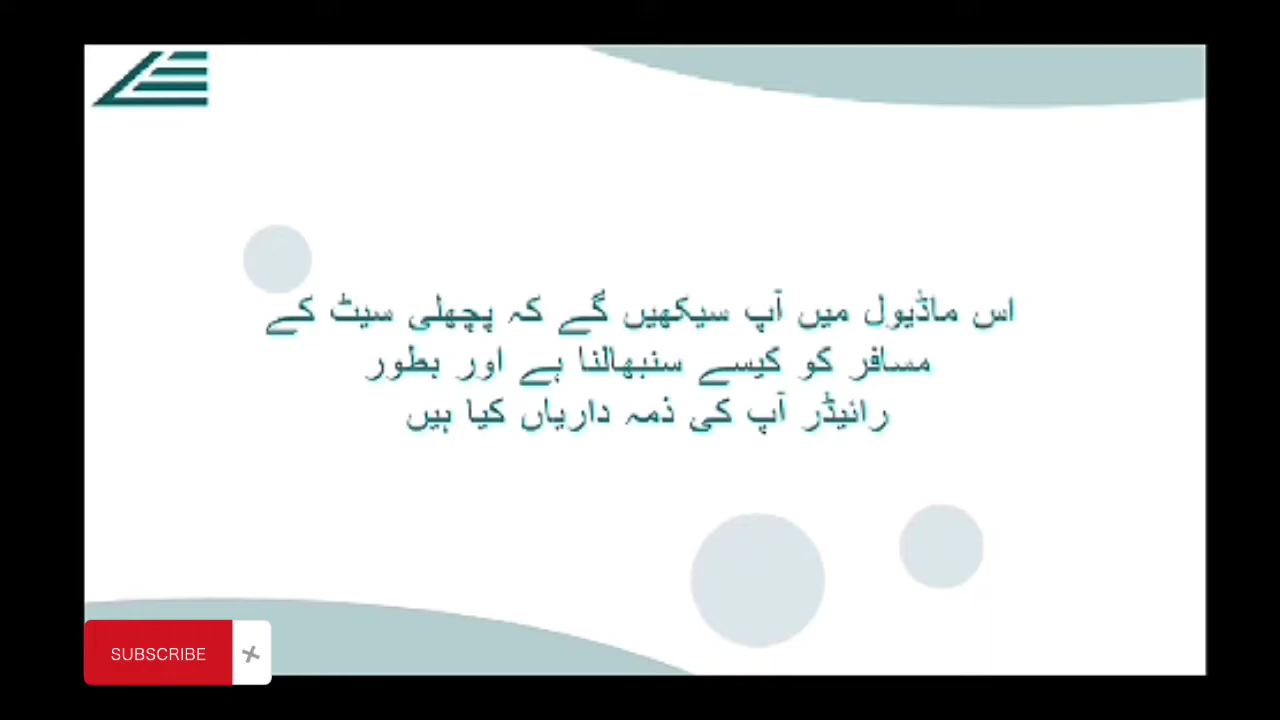 اس ماڈیول میں آپ سیکھیں گے کہ پچھلی سیٹ کے
مسافر کو کیسے سنبھالنا ہے اور بطور
رائیڈر آپ کی ذمہ داریاں کیا ہیں
SUBSCRIBE